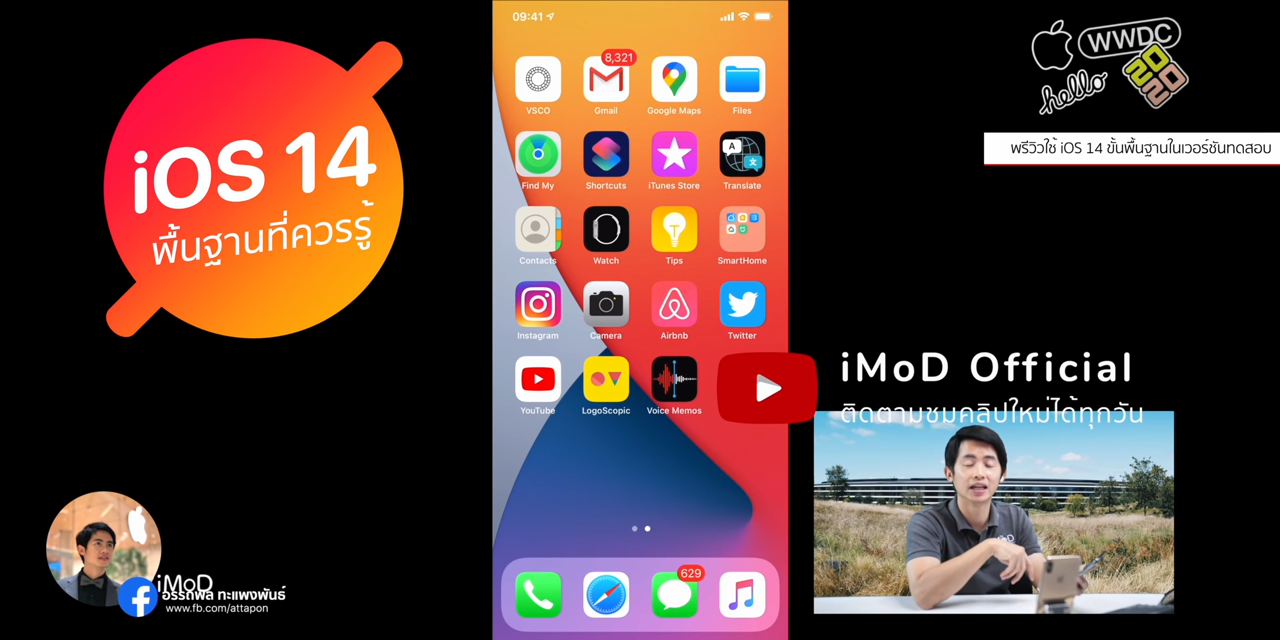 iOS 14
พื้นฐานที่ควรรู้
09:41
8,321
VSCO
Gmail
Google Maps
Files
Find My
Shortcuts
iTunes Store
Translate
A
文
Contacts
Watch
Tips
SmartHome
Instagram
Camera
Airbnb
Twitter
YouTube
LogoScopic
Voice Memos
629
WWDC
hello
20
20
พรีวิวใช้ iOS 14 ขั้นพื้นฐานในเวอร์ชันทดสอบ
iMoD Official
ติดตามชมคลิปใหม่ได้ทุกวัน
iMoD
อรรถพล ทะแพงพันธ์
www.fb.com/attapon